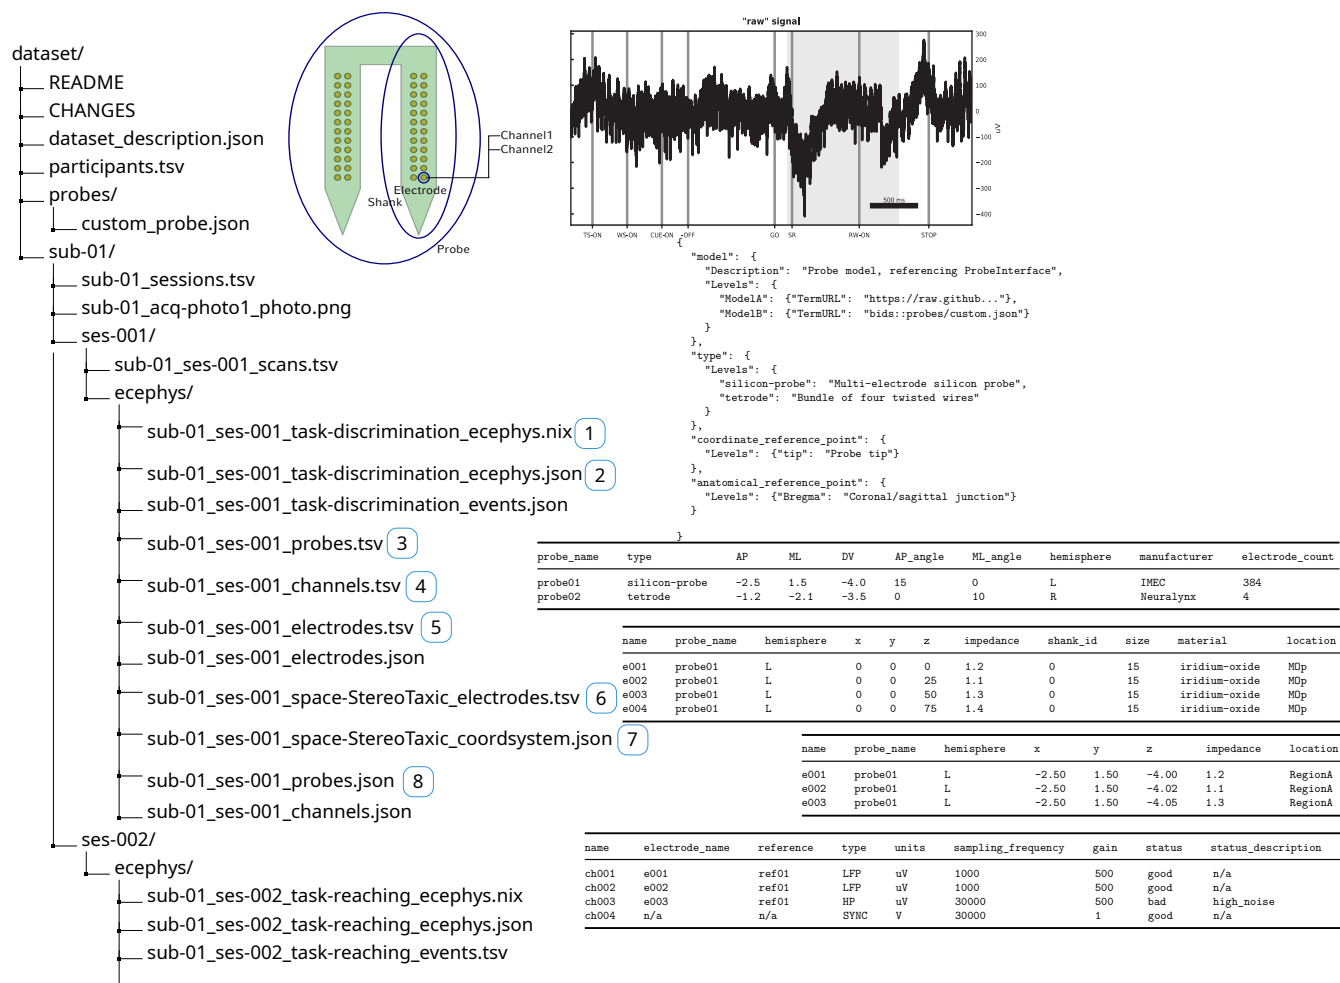 dataset/
README
CHANGES
dataset_description.json
participants.tsv
probes/
custom_probe.json
sub-01/
sub-01_sessions.tsv
sub-01_acq-photo1_photo.png
ses-001/
sub-01_ses-001_scans.tsv
ecephys/
sub-01_ses-001_task-discrimination_ecephys.nix 1
sub-01_ses-001_task-discrimination_ecephys.json 2
sub-01_ses-001_task-discrimination_events.json
sub-01_ses-001_probes.tsv 3
sub-01_ses-001_channels.tsv 4
sub-01_ses-001_electrodes.tsv 5
sub-01_ses-001_electrodes.json
sub-01_ses-001_space-StereoTaxic_electrodes.tsv 6
sub-01_ses-001_space-StereoTaxic_coordsystem.json 7
sub-01_ses-001_probes.json 8
sub-01_ses-001_channels.json
ses-002/
ecephys/
sub-01_ses-002_task-reaching_ecephys.nix
sub-01_ses-002_task-reaching_ecephys.json
sub-01_ses-002_task-reaching_events.tsv
Channel1
Channel2
Electrode
Shank
Probe
"raw" signal
300
200
100
0
−100
−200
−300
−400
uV
500 ms
TS-ON WS-ON CUE-ON -OFF GO SR RW-ON STOP
{
"model": {
"Description": "Probe model, referencing ProbeInterface",
"Levels": {
"ModelA": {"TermURL": "https://raw.github..."},
"ModelB": {"TermURL": "bids::probes/custom.json"}
}
},
"type": {
"Levels": {
"silicon-probe": "Multi-electrode silicon probe",
"tetrode": "Bundle of four twisted wires"
}
},
"coordinate_reference_point": {
"Levels": {"tip": "Probe tip"}
},
"anatomical_reference_point": {
"Levels": {"Bregma": "Coronal/sagittal junction"}
}
}
probe_name type AP ML DV AP_angle ML_angle hemisphere manufacturer electrode_count
probe01 silicon-probe −2.5 1.5 −4.0 15 0 L IMEC 384
probe02 tetrode −1.2 −2.1 −3.5 0 10 R Neuralynx 4
name probe_name hemisphere x y z impedance shank_id size material location
e001 probe01 L 0 0 0 1.2 0 15 iridium-oxide MOp
e002 probe01 L 0 0 25 1.1 0 15 iridium-oxide MOp
e003 probe01 L 0 0 50 1.3 0 15 iridium-oxide MOp
e004 probe01 L 0 0 75 1.4 0 15 iridium-oxide MOp
name probe_name hemisphere x y z impedance location
e001 probe01 L −2.50 1.50 −4.00 1.2 RegionA
e002 probe01 L −2.50 1.50 −4.02 1.1 RegionA
e003 probe01 L −2.50 1.50 −4.05 1.3 RegionA
name electrode_name reference type units sampling_frequency gain status status_description
ch001 e001 ref01 LFP uV 1000 500 good n/a
ch002 e002 ref01 LFP uV 1000 500 good n/a
ch003 e003 ref01 HP uV 30000 500 bad high_noise
ch004 n/a n/a SYNC V 30000 1 good n/a